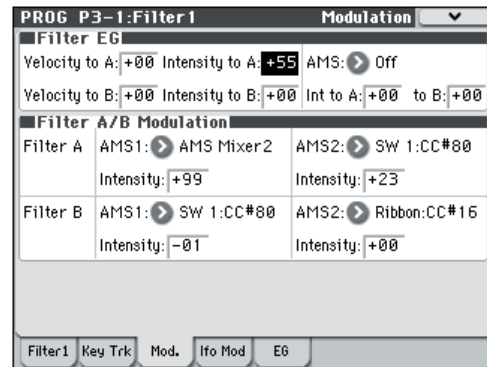 PROG P3-1:Filter1 Modulation
Filter EG
Velocity to A: +00 Intensity to A: +55 AMS: Off
Velocity to B: +00 Intensity to B: +00 Int to A: +00 to B: +00
Filter A/B Modulation
Filter A AMS1: AMS Mixer2 AMS2: SW 1:CC#80
Intensity: +99 Intensity: +23
Filter B AMS1: SW 1:CC#80 AMS2: Ribbon:CC#16
Intensity: -01 Intensity: +00
Filter1 Key Trk Mod. lfo Mod EG